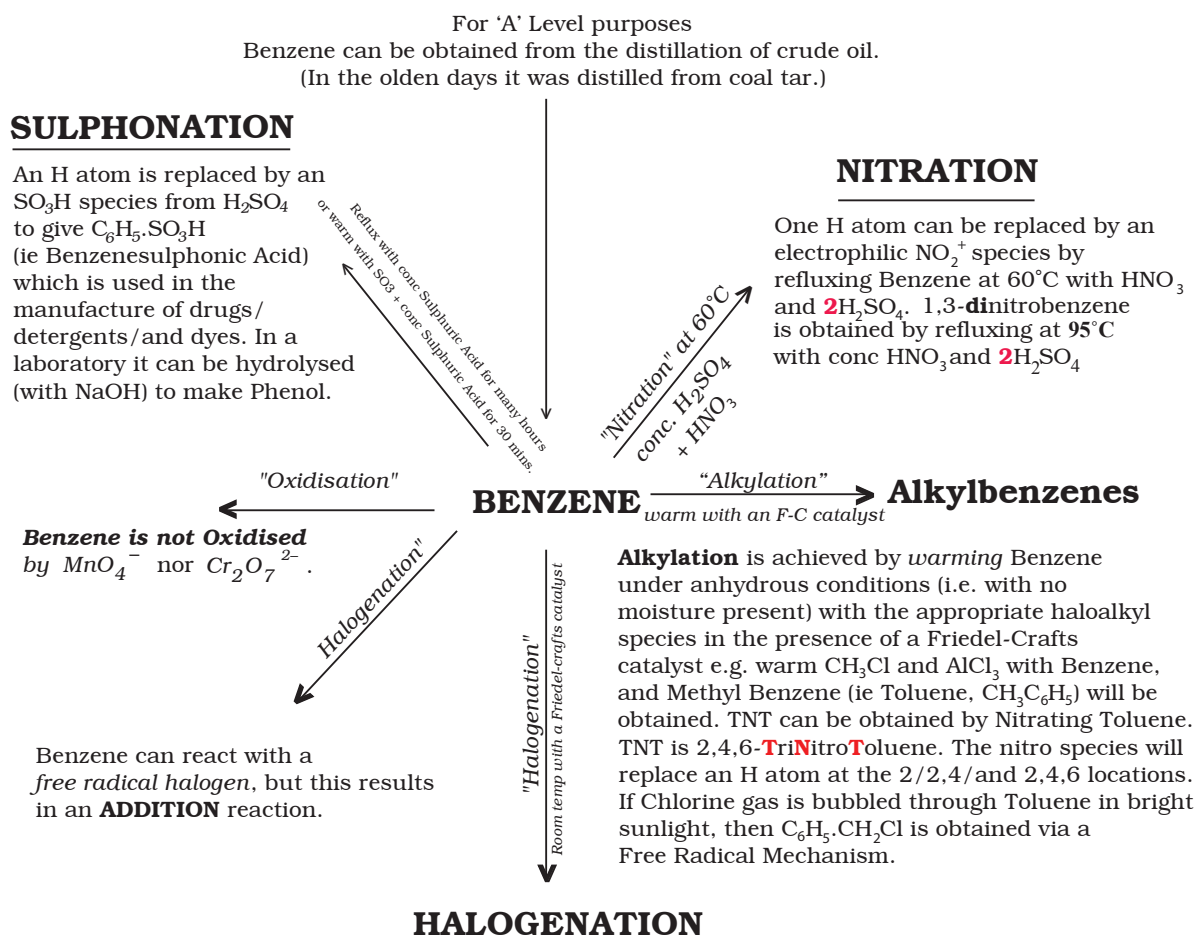 For ‘A’ Level purposes
Benzene can be obtained from the distillation of crude oil.
(In the olden days it was distilled from coal tar.)
SULPHONATION
An H atom is replaced by an
SO₃H species from H₂SO₄
to give C₆H₅.SO₃H
(ie Benzenesulphonic Acid)
which is used in the
manufacture of drugs/
detergents/and dyes. In a
laboratory it can be hydrolysed
(with NaOH) to make Phenol.
Reflux with conc Sulphuric Acid for many hours
or warm with SO3 + conc Sulphuric Acid for 30 mins.
NITRATION
One H atom can be replaced by an
electrophilic NO₂⁺ species by
refluxing Benzene at 60°C with HNO₃
and 2H₂SO₄. 1,3-dinitrobenzene
is obtained by refluxing at 95°C
with conc HNO₃ and 2H₂SO₄
"Nitration" at 60°C
conc. H₂SO₄
+ HNO₃
"Oxidisation"
BENZENE
“Alkylation”
warm with an F-C catalyst
Alkylbenzenes
Benzene is not Oxidised
by MnO₄⁻ nor Cr₂O₇²⁻.
Halogenation"
"Halogenation"
Room temp with a Friedel-crafts catalyst
Alkylation is achieved by warming Benzene
under anhydrous conditions (i.e. with no
moisture present) with the appropriate haloalkyl
species in the presence of a Friedel-Crafts
catalyst e.g. warm CH₃Cl and AlCl₃ with Benzene,
and Methyl Benzene (ie Toluene, CH₃C₆H₅) will be
obtained. TNT can be obtained by Nitrating Toluene.
TNT is 2,4,6-TriNitroToluene. The nitro species will
replace an H atom at the 2/2,4/and 2,4,6 locations.
If Chlorine gas is bubbled through Toluene in bright
sunlight, then C₆H₅.CH₂Cl is obtained via a
Free Radical Mechanism.
Benzene can react with a
free radical halogen, but this results
in an ADDITION reaction.
HALOGENATION